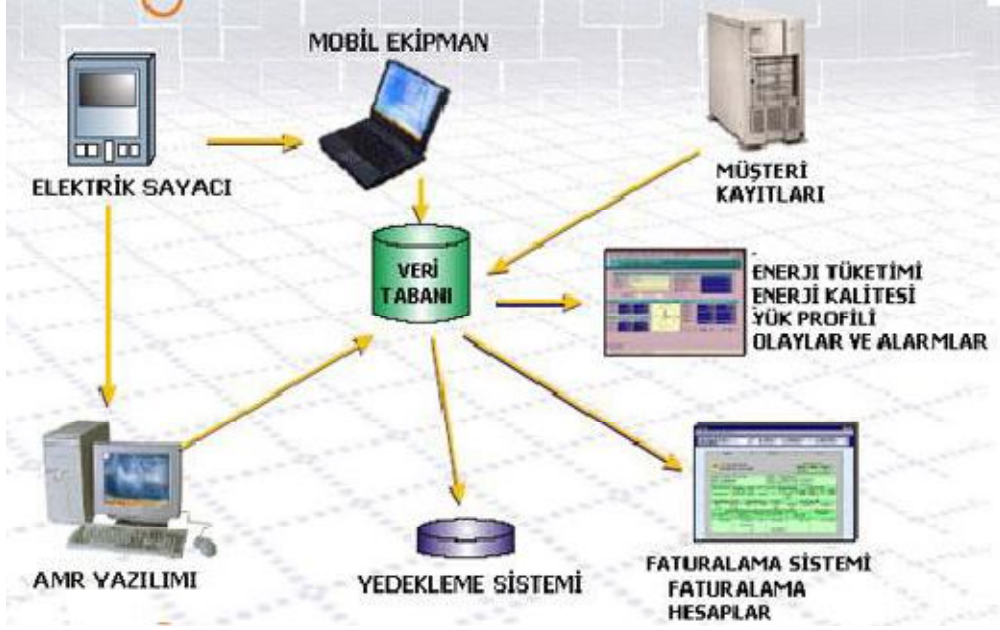 MOBİL EKİPMAN
ELEKTRİK SAYACI
MÜŞTERİ
KAYITLARI
VERİ
TABANI
ENERJI TÜKETİMİ
ENERJİ KALİTESİ
YÜK PROFİLİ
OLAYLAR VE ALARMLAR
AMR YAZILIMI
YEDEKLEME SİSTEMİ
FATURALAMA SİSTEMİ
FATURALAMA
HESAPLAR